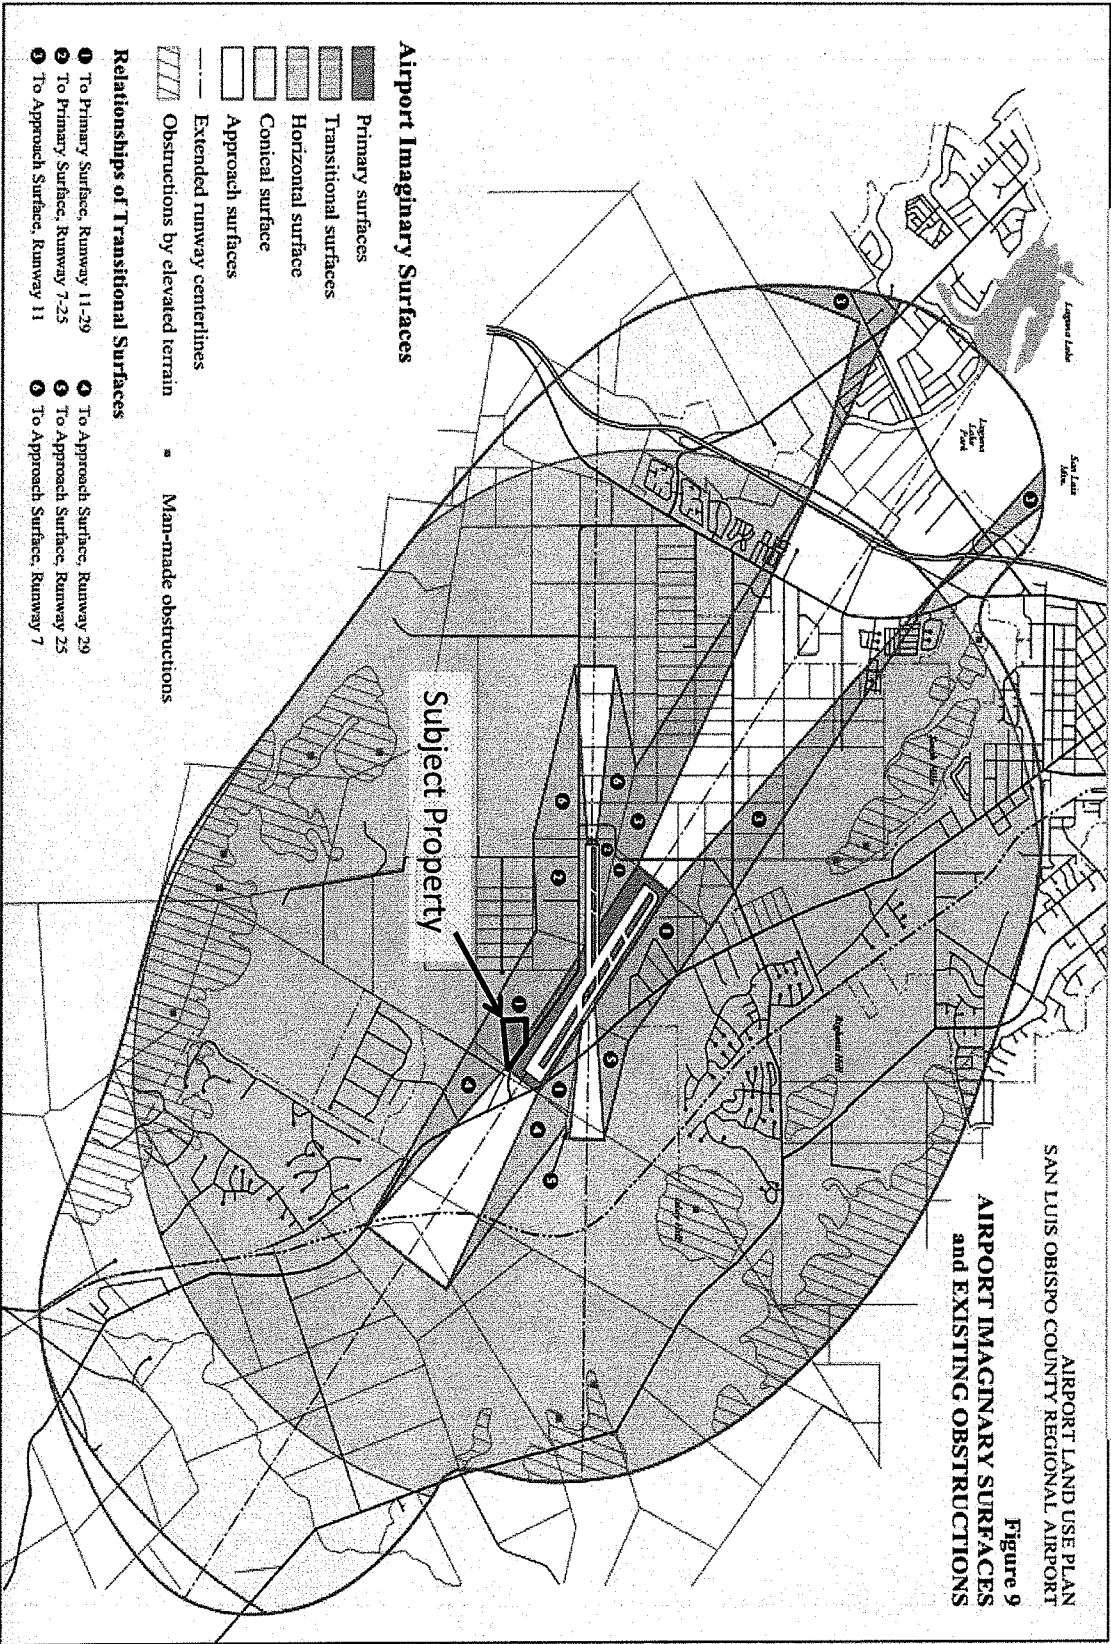 AIRPORT LAND USE PLAN
SAN LUIS OBISPO COUNTY REGIONAL AIRPORT
Figure 9
AIRPORT IMAGINARY SURFACES
and EXISTING OBSTRUCTIONS
Laguna Lake
Laguna
Lake
Park
San Luis
Mtn.
Subject Property
Airport Imaginary Surfaces
Primary surfaces
Transitional surfaces
Horizontal surface
Conical surface
Approach surfaces
Extended runway centerlines
Obstructions by elevated terrain
Man-made obstructions
Relationships of Transitional Surfaces
1 To Primary Surface, Runway 11-29
2 To Primary Surface, Runway 7-25
3 To Approach Surface, Runway 11
4 To Approach Surface, Runway 29
5 To Approach Surface, Runway 25
6 To Approach Surface, Runway 7